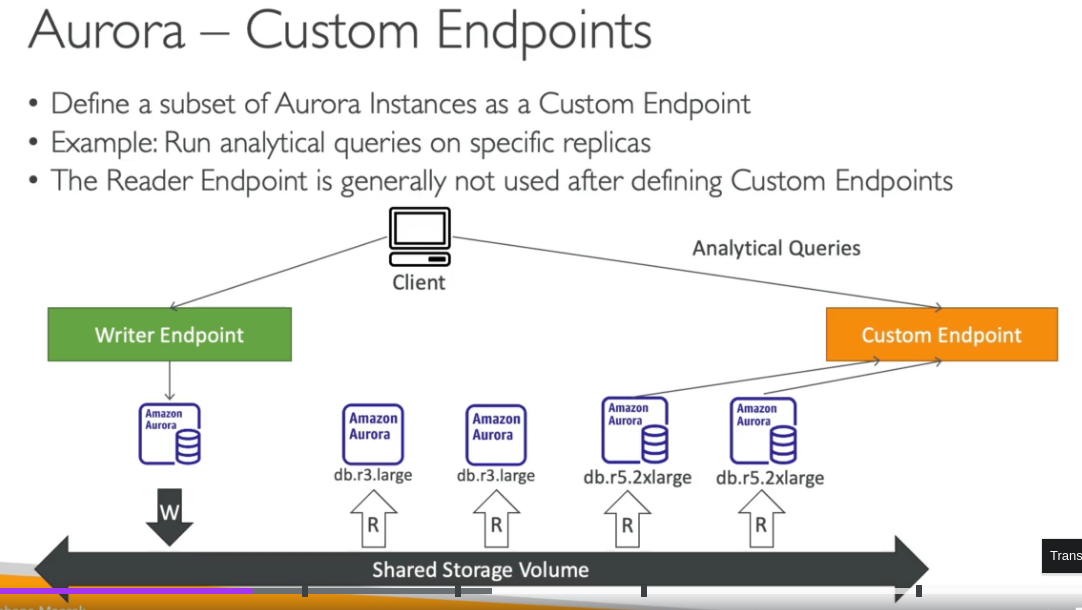 Aurora – Custom Endpoints
• Define a subset of Aurora Instances as a Custom Endpoint
• Example: Run analytical queries on specific replicas
• The Reader Endpoint is generally not used after defining Custom Endpoints
Client
Analytical Queries
Writer Endpoint
Custom Endpoint
Amazon
Aurora
Amazon
Aurora
Amazon
Aurora
Amazon
Aurora
Amazon
Aurora
db.r3.large
db.r3.large
db.r5.2xlarge
db.r5.2xlarge
W
R
R
R
R
Trans
Shared Storage Volume